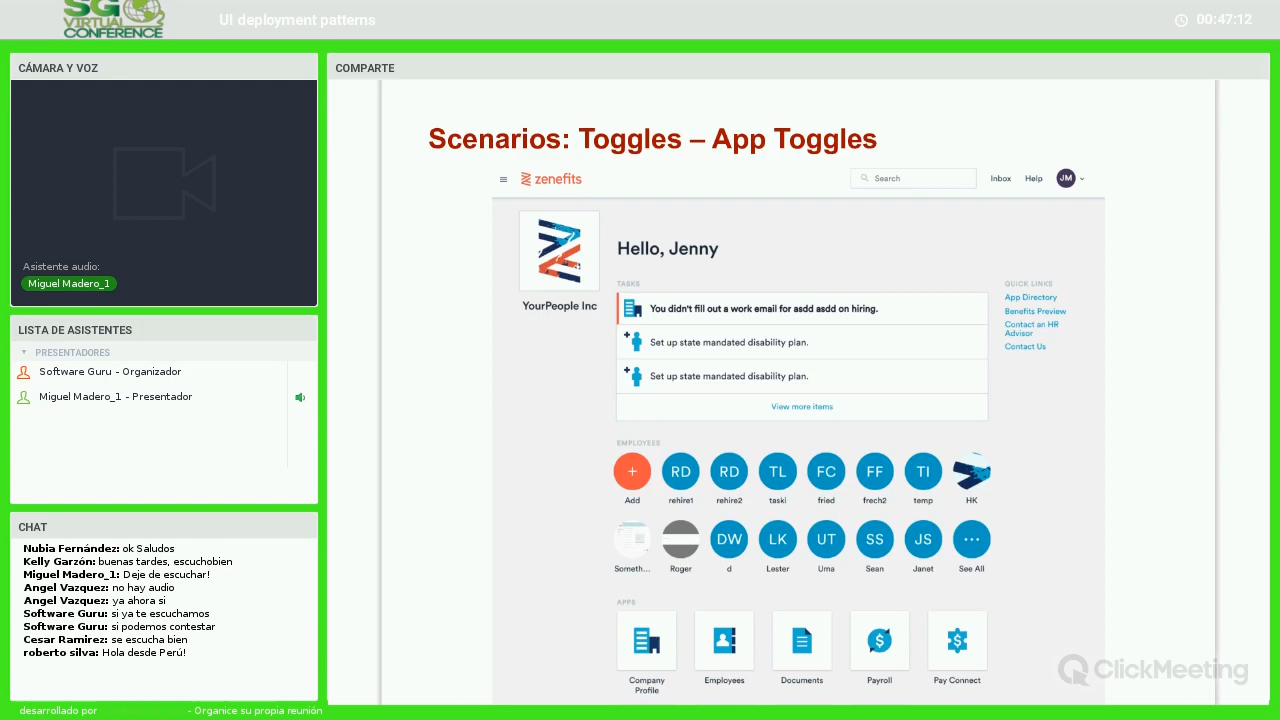 SG
VIRTUAL
CONFERENCE
UI deployment patterns
00:47:12
CÁMARA Y VOZ
Asistente audio:
Miguel Madero_1
LISTA DE ASISTENTES
PRESENTADORES
Software Guru - Organizador
Miguel Madero_1 - Presentador
CHAT
Nubia Fernández: ok Saludos
Kelly Garzón: buenas tardes, escuchobien
Miguel Madero_1: Deje de escuchar!
Angel Vazquez: no hay audio
Angel Vazquez: ya ahora si
Software Guru: si ya te escuchamos
Software Guru: si podemos contestar
Cesar Ramirez: se escucha bien
roberto silva: Hola desde Perú!
desarrollado por - Organice su propia reunión
COMPARTE
Scenarios: Toggles – App Toggles
zenefits
Search
Inbox Help JM
YourPeople Inc
Hello, Jenny
TASKS
You didn't fill out a work email for asdd asdd on hiring.
Set up state mandated disability plan.
Set up state mandated disability plan.
View more items
QUICK LINKS
App Directory
Benefits Preview
Contact an HR
Advisor
Contact Us
EMPLOYEES
+ RD RD TL FC FF TI
Add rehire1 rehire2 taski fried frech2 temp HK
DW LK UT SS JS ...
Someth... Roger d Lester Uma Sean Janet See All
APPS
Company
Profile
Employees
Documents
Payroll
Pay Connect
ClickMeeting